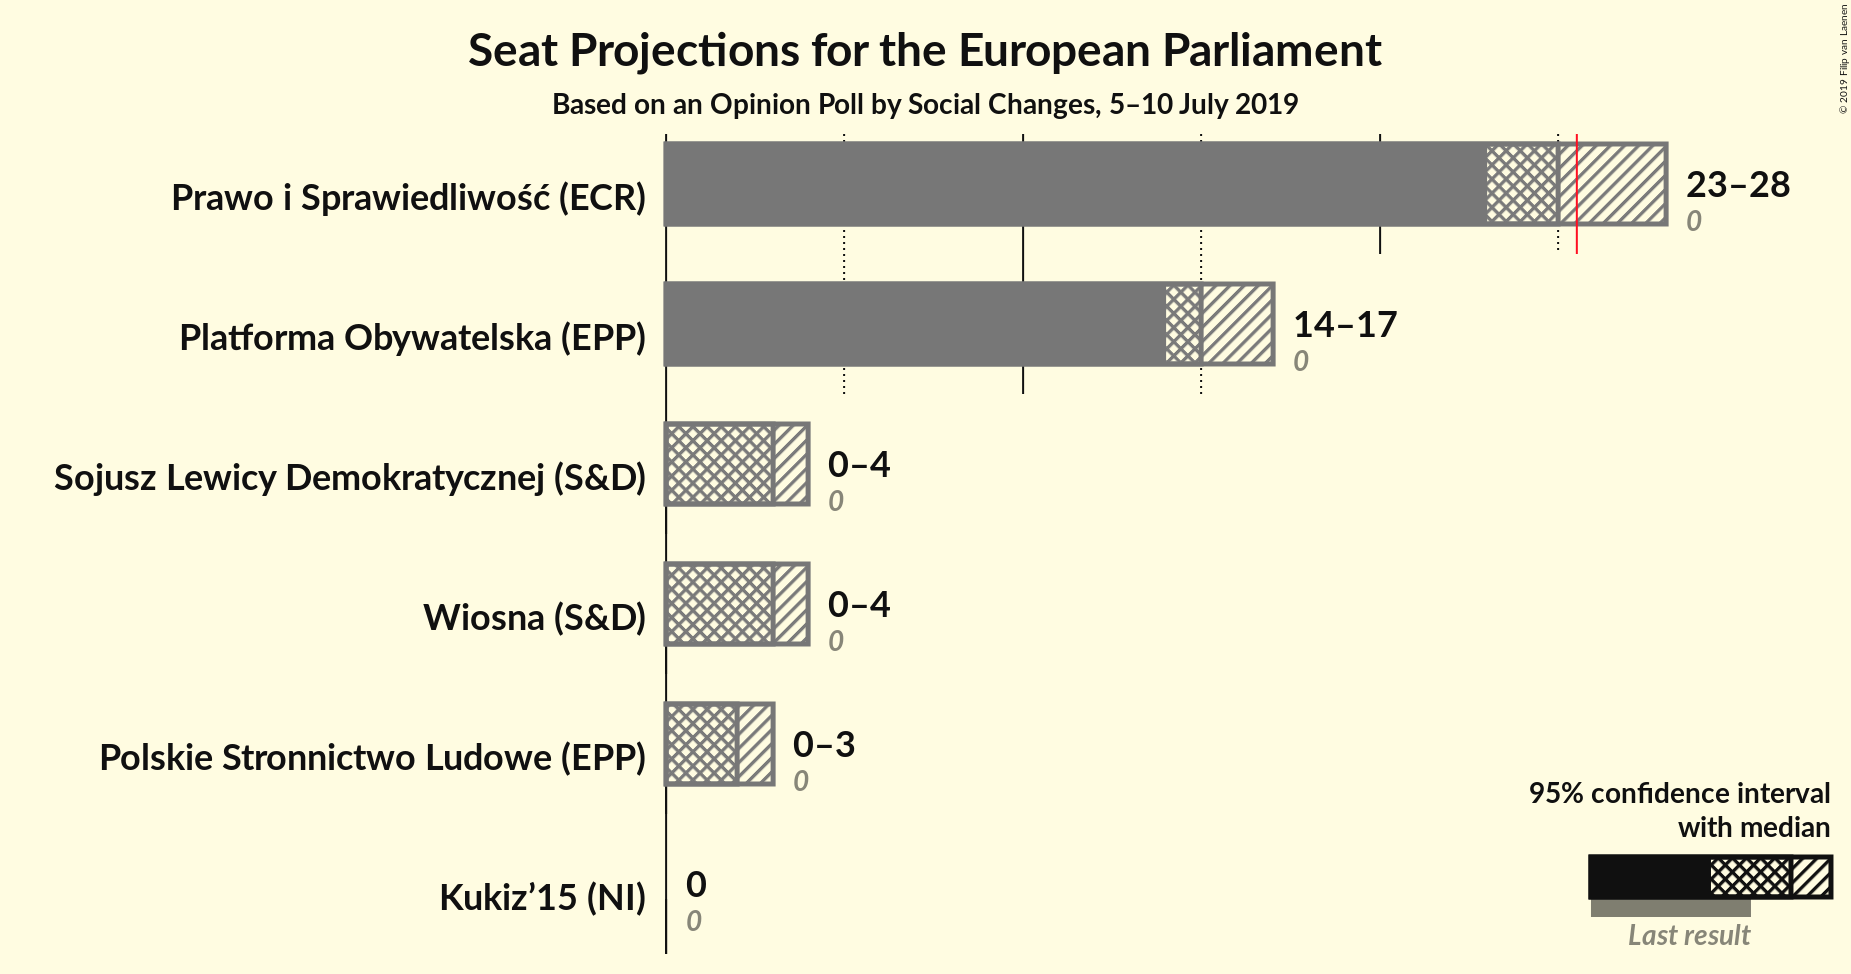 Seat Projections for the European Parliament
Based on an Opinion Poll by Social Changes, 5–10 July 2019
© 2019 Filip van Laenen
Prawo i Sprawiedliwość (ECR)
23–28
0
Platforma Obywatelska (EPP)
14–17
0
Sojusz Lewicy Demokratycznej (S&D)
0–4
0
Wiosna (S&D)
0–4
0
Polskie Stronnictwo Ludowe (EPP)
0–3
0
Kukiz’15 (NI)
0
0
95% confidence interval
with median
Last result